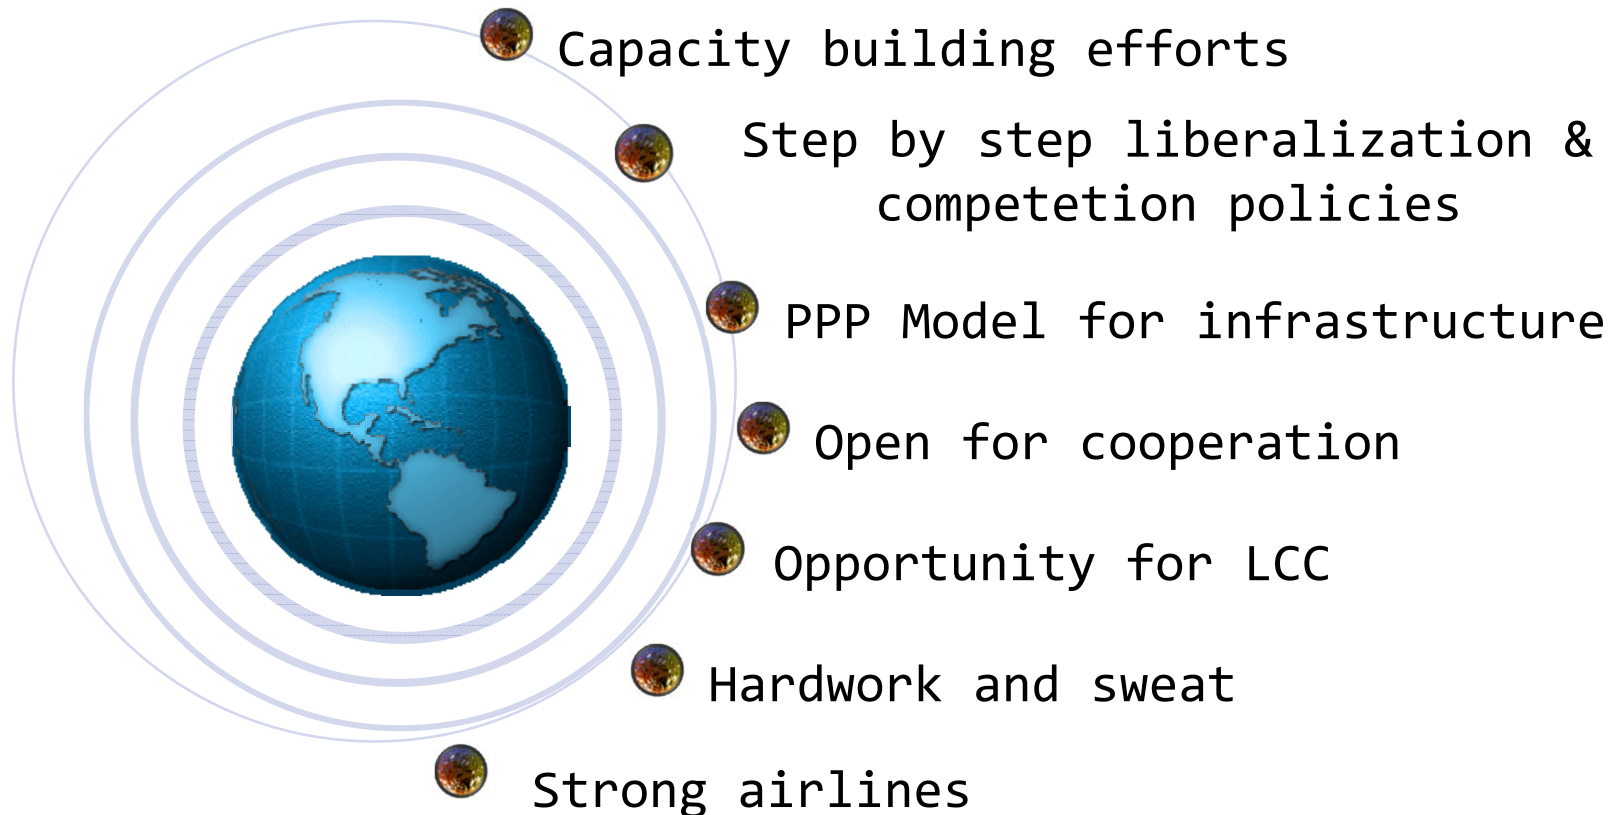 Capacity building efforts
Step by step liberalization &
competetion policies
PPP Model for infrastructure
Open for cooperation
Opportunity for LCC
Hardwork and sweat
Strong airlines